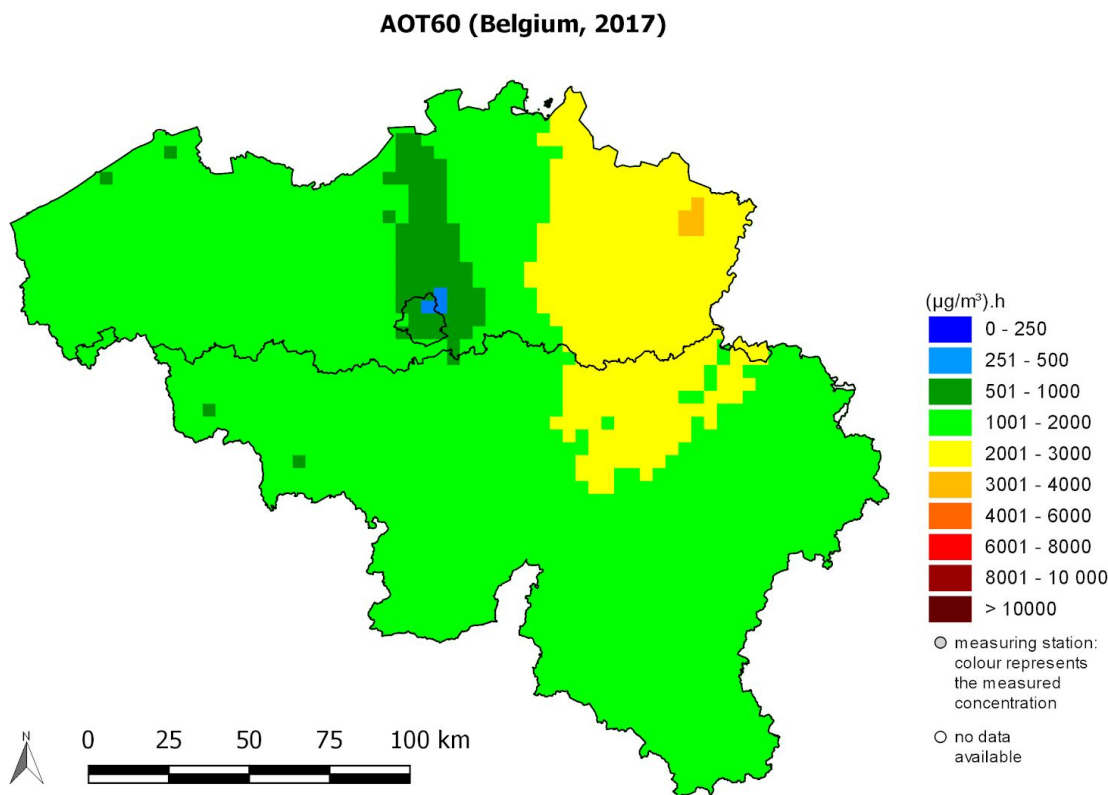 AOT60 (Belgium, 2017)
(µg/m³).h
0 - 250
251 - 500
501 - 1000
1001 - 2000
2001 - 3000
3001 - 4000
4001 - 6000
6001 - 8000
8001 - 10 000
> 10000
measuring station:
colour represents
the measured
concentration
no data
available
N
0 25 50 75 100 km